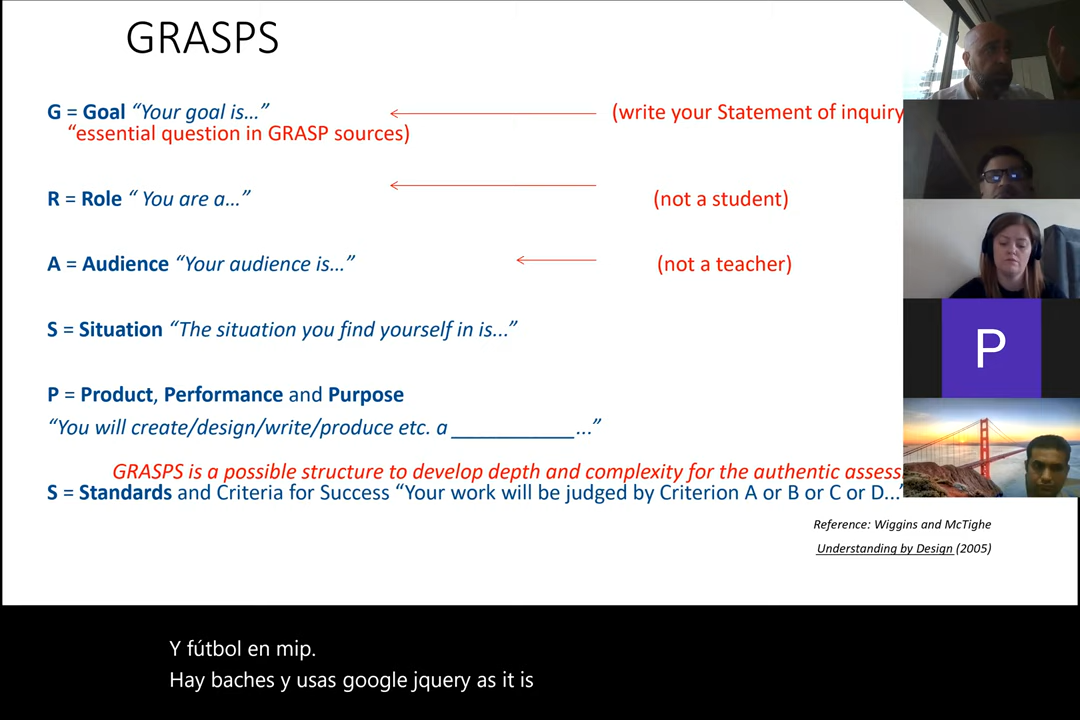 GRASPS
G = Goal “Your goal is…” (write your Statement of inquiry
“essential question in GRASP sources)
R = Role “ You are a…” (not a student)
A = Audience “Your audience is…” (not a teacher)
S = Situation “The situation you find yourself in is...”
P = Product, Performance and Purpose
“You will create/design/write/produce etc. a ___________...”
GRASPS is a possible structure to develop depth and complexity for the authentic assess
S = Standards and Criteria for Success “Your work will be judged by Criterion A or B or C or D...”
Reference: Wiggins and McTighe
Understanding by Design (2005)
P
Y fútbol en mip.
Hay baches y usas google jquery as it is